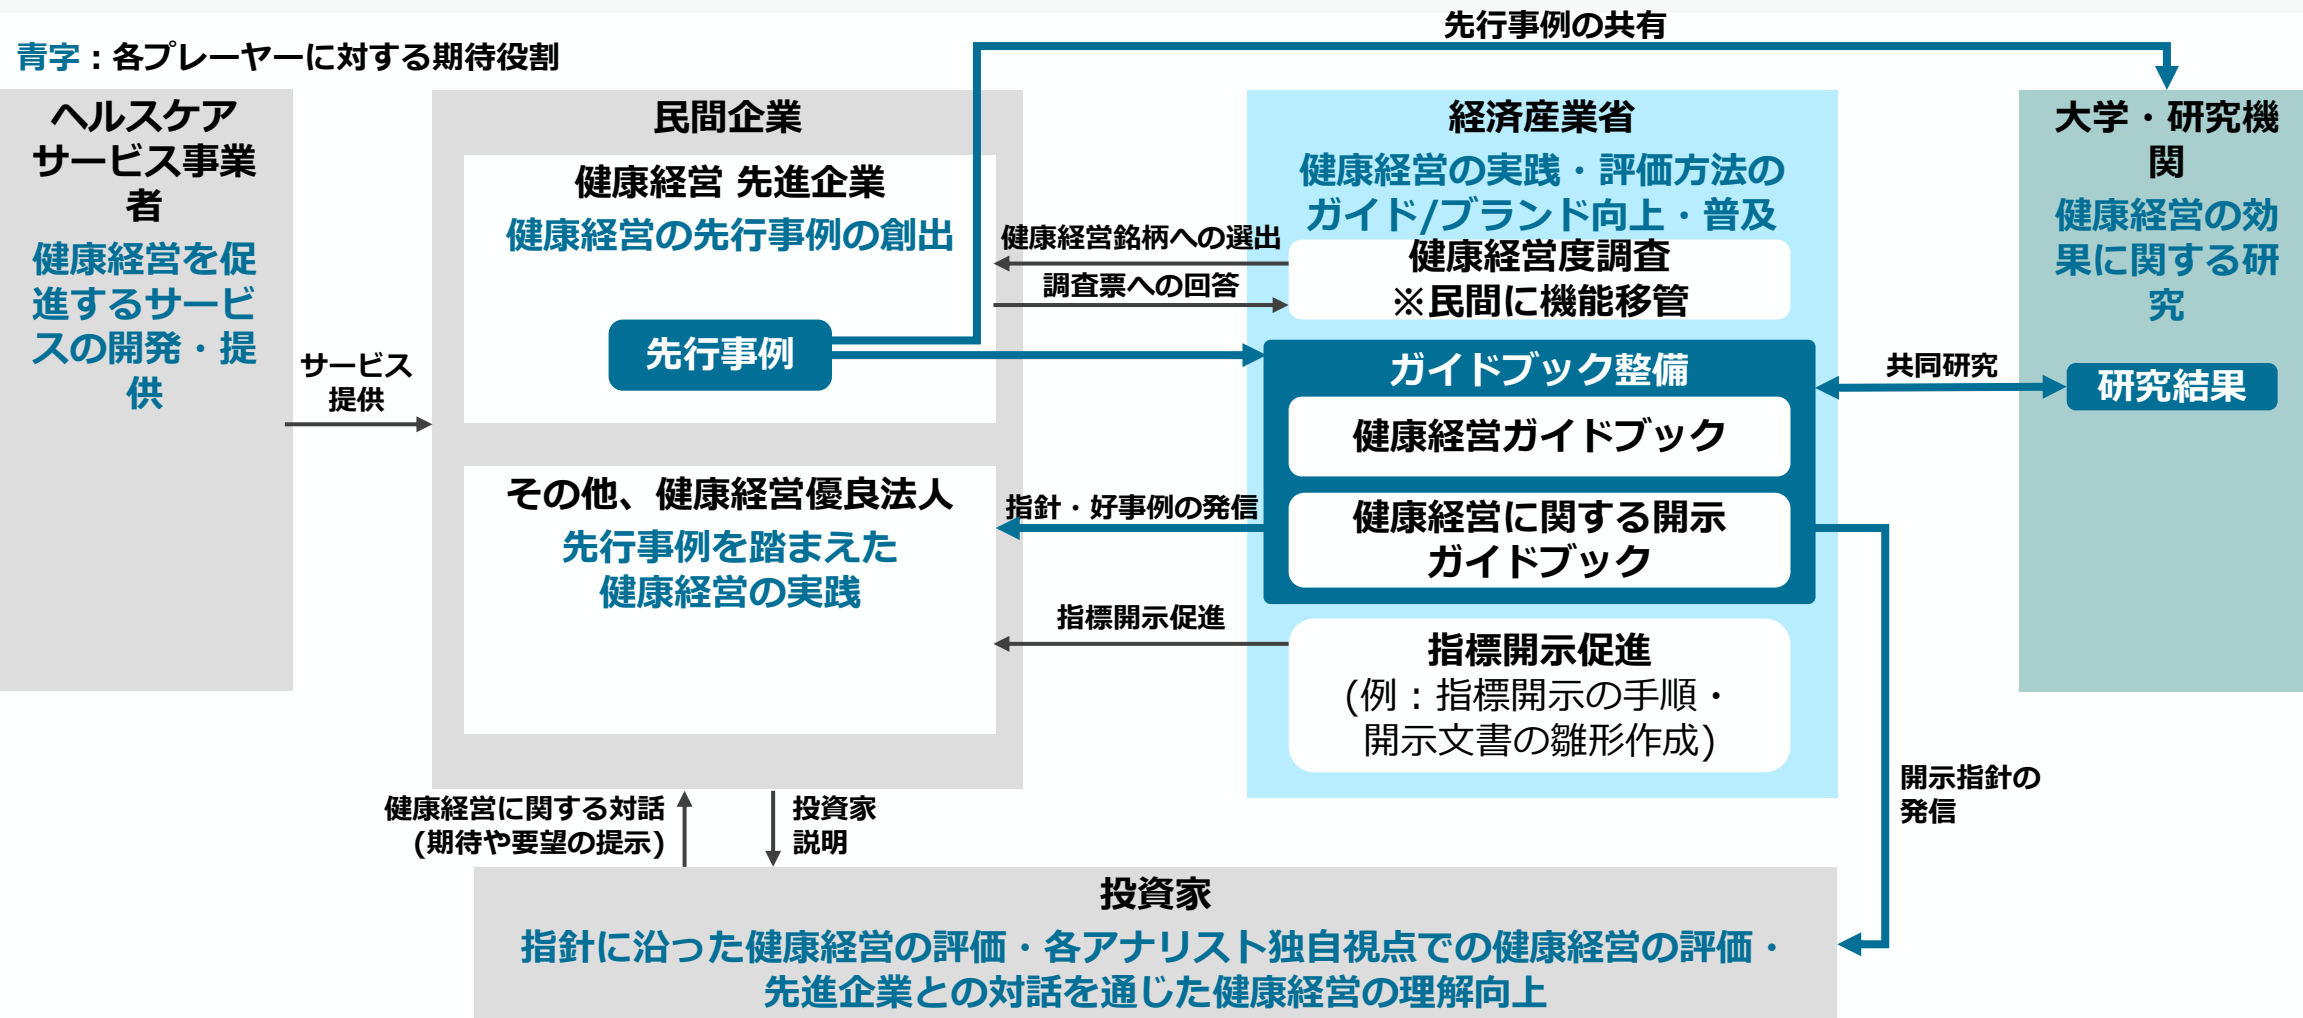 先行事例の共有
青字：各プレーヤーに対する期待役割
ヘルスケア
サービス事業
者
健康経営を促
進するサービ
スの開発・提
供
サービス
提供
民間企業
健康経営 先進企業
健康経営の先行事例の創出
先行事例
その他、健康経営優良法人
先行事例を踏まえた
健康経営の実践
健康経営銘柄への選出
調査票への回答
指針・好事例の発信
指標開示促進
経済産業省
健康経営の実践・評価方法の
ガイド/ブランド向上・普及
健康経営度調査
※民間に機能移管
ガイドブック整備
健康経営ガイドブック
健康経営に関する開示
ガイドブック
指標開示促進
(例：指標開示の手順・
開示文書の雛形作成)
共同研究
大学・研究機
関
健康経営の効
果に関する研
究
研究結果
開示指針の
発信
健康経営に関する対話
(期待や要望の提示)
投資家
説明
投資家
指針に沿った健康経営の評価・各アナリスト独自視点での健康経営の評価・
先進企業との対話を通じた健康経営の理解向上